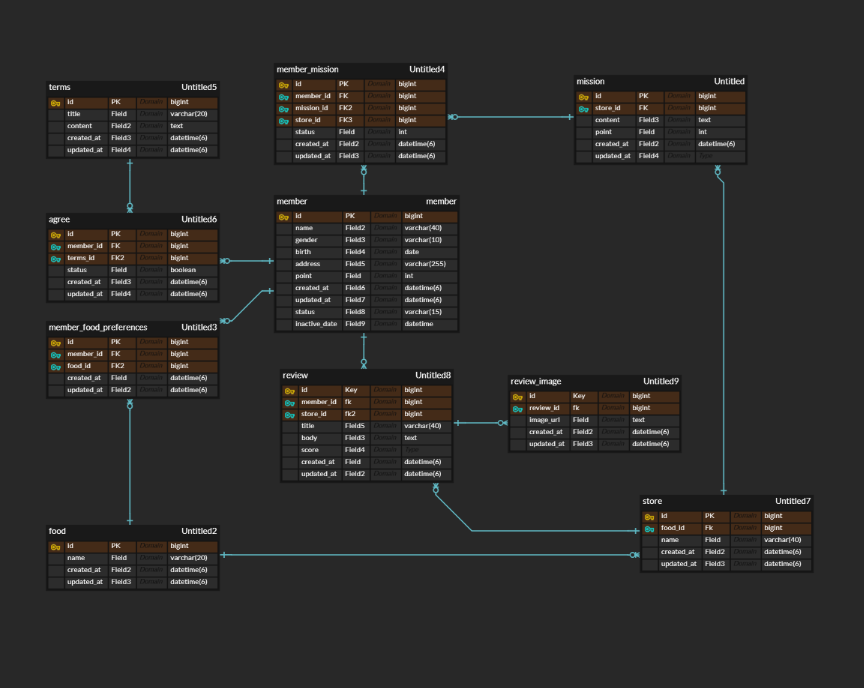 member_mission Untitled4
id PK Domain bigint
member_id FK Domain bigint
mission_id FK2 Domain bigint
store_id FK3 Domain bigint
status Field Domain int
created_at Field2 Domain datetime(6)
updated_at Field3 Domain datetime(6)
mission Untitled
id PK Domain bigint
store_id FK Domain bigint
content Field3 Domain text
point Field Domain int
created_at Field2 Domain datetime(6)
updated_at Field4 Domain Type
terms Untitled5
id PK Domain bigint
title Field Domain varchar(20)
content Field2 Domain text
created_at Field3 Domain datetime(6)
updated_at Field4 Domain datetime(6)
member member
id PK Domain bigint
name Field2 Domain varchar(40)
gender Field3 Domain varchar(10)
birth Field4 Domain date
address Field5 Domain varchar(255)
point Field Domain int
created_at Field6 Domain datetime(6)
updated_at Field7 Domain datetime(6)
status Field8 Domain varchar(15)
inactive_date Field9 Domain datetime
agree Untitled6
id PK Domain bigint
member_id FK Domain bigint
terms_id FK2 Domain bigint
status Field Domain boolean
created_at Field3 Domain datetime(6)
updated_at Field4 Domain datetime(6)
member_food_preferences Untitled3
id PK Domain bigint
member_id FK Domain bigint
food_id FK2 Domain bigint
created_at Field Domain datetime(6)
updated_at Field2 Domain datetime(6)
review Untitled8
id Key Domain bigint
member_id fk Domain bigint
store_id fk2 Domain bigint
title Field5 Domain varchar(40)
body Field3 Domain text
score Field4 Domain Type
created_at Field Domain datetime(6)
updated_at Field2 Domain datetime(6)
review_image Untitled9
id Key Domain bigint
review_id fk Domain bigint
image_url Field Domain text
created_at Field2 Domain datetime(6)
updated_at Field3 Domain datetime(6)
store Untitled7
id PK Domain bigint
food_id Fk Domain bigint
name Field Domain varchar(40)
created_at Field2 Domain datetime(6)
updated_at Field3 Domain datetime(6)
food Untitled2
id PK Domain bigint
name Field Domain varchar(20)
created_at Field2 Domain datetime(6)
updated_at Field3 Domain datetime(6)